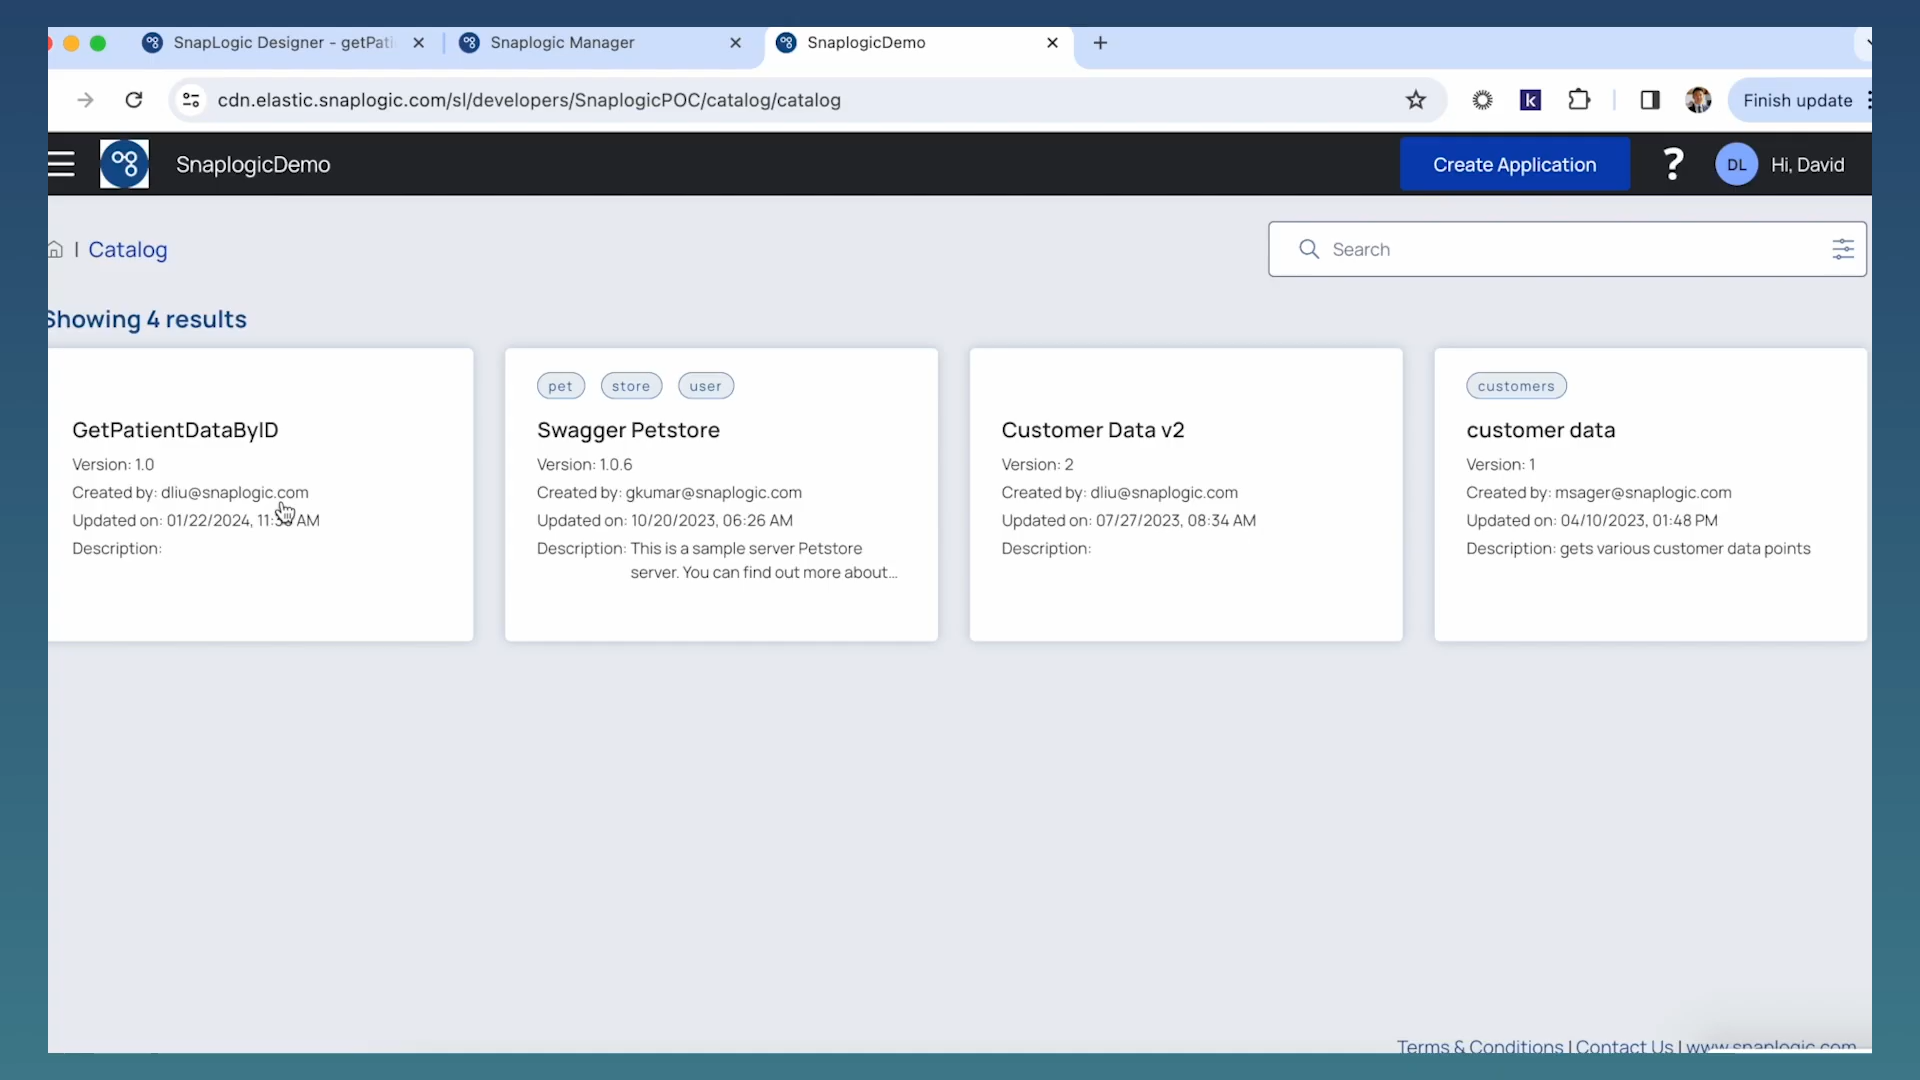 SnapLogic Designer - getPati
Snaplogic Manager
SnaplogicDemo
cdn.elastic.snaplogic.com/sl/developers/SnaplogicPOC/catalog/catalog
k
Finish update
SnaplogicDemo
Create Application
?
DL
Hi, David
| Catalog
Search
Showing 4 results
GetPatientDataByID
Version: 1.0
Created by: dliu@snaplogic.com
Updated on: 01/22/2024, AM
Description:
pet store user
Swagger Petstore
Version: 1.0.6
Created by: gkumar@snaplogic.com
Updated on: 10/20/2023, 06:26 AM
Description: This is a sample server Petstore
server. You can find out more about...
Customer Data v2
Version: 2
Created by: dliu@snaplogic.com
Updated on: 07/27/2023, 08:34 AM
Description:
customers
customer data
Version: 1
Created by: msager@snaplogic.com
Updated on: 04/10/2023, 01:48 PM
Description: gets various customer data points
Terms & Conditions | Contact Us | www.snaplogic.com